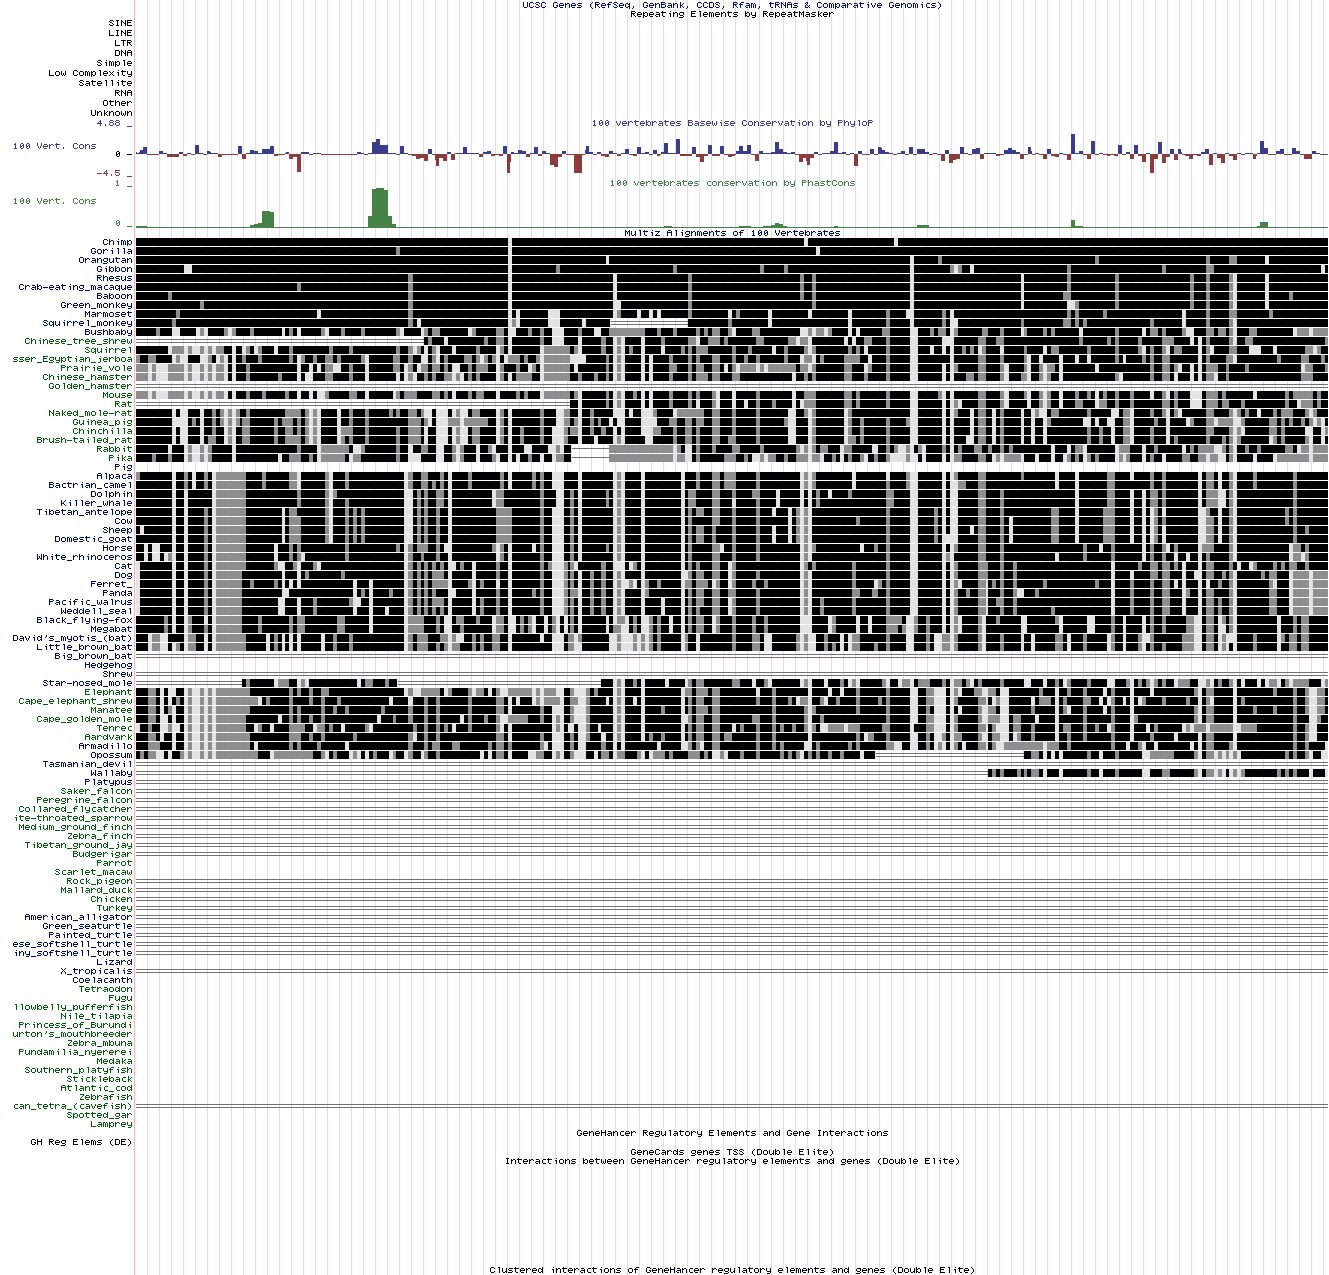 UCSC Genes (RefSeq, GenBank, CCDS, Rfam, tRNAs & Comparative Genomics)
Repeating Elements by RepeatMasker
SINE
LINE
LTR
DNA
Simple
Low Complexity
Satellite
RNA
Other
Unknown
4.88 _
100 vertebrates Basewise Conservation by PhyloP
100 Vert. Cons
0 -
-4.5 _
100 vertebrates conservation by PhastCons
1 _
100 Vert. Cons
0 _
Multiz Alignments of 100 Vertebrates
Chimp
Gorilla
Orangutan
Gibbon
Rhesus
Crab-eating_macaque
Baboon
Green_monkey
Marmoset
Squirrel_monkey
Bushbaby
Chinese_tree_shrew
Squirrel
sser_Egyptian_jerboa
Prairie_vole
Chinese_hamster
Golden_hamster
Mouse
Rat
Naked_mole-rat
Guinea_pig
Chinchilla
Brush-tailed_rat
Rabbit
Pika
Pig
Alpaca
Bactrian_camel
Dolphin
Killer_whale
Tibetan_antelope
Cow
Sheep
Domestic_goat
Horse
White_rhinoceros
Cat
Dog
Ferret_
Panda
Pacific_walrus
Weddell_seal
Black_flying-fox
Megabat
David's_myotis_(bat)
Little_brown_bat
Big_brown_bat
Hedgehog
Shrew
Star-nosed_mole
Elephant
Cape_elephant_shrew
Manatee
Cape_golden_mole
Tenrec
Aardvark
Armadillo
Opossum
Tasmanian_devil
Wallaby
Platypus
Saker_falcon
Peregrine_falcon
Collared_flycatcher
ite-throated_sparrow
Medium_ground_finch
Zebra_finch
Tibetan_ground_jay
Budgerigar
Parrot
Scarlet_macaw
Rock_pigeon
Mallard_duck
Chicken
Turkey
American_alligator
Green_seaturtle
Painted_turtle
ese_softshell_turtle
iny_softshell_turtle
Lizard
X_tropicalis
Coelacanth
Tetraodon
Fugu
llowbelly_pufferfish
Nile_tilapia
Princess_of_Burundi
urton's_mouthbreeder
Zebra_mbuna
Pundamilia_nyererei
Medaka
Southern_platyfish
Stickleback
Atlantic_cod
Zebrafish
can_tetra_(cavefish)
Spotted_gar
Lamprey
GeneHancer Regulatory Elements and Gene Interactions
GH Reg Elems (DE)
GeneCards genes TSS (Double Elite)
Interactions between GeneHancer regulatory elements and genes (Double Elite)
Clustered interactions of GeneHancer regulatory elements and genes (Double Elite)